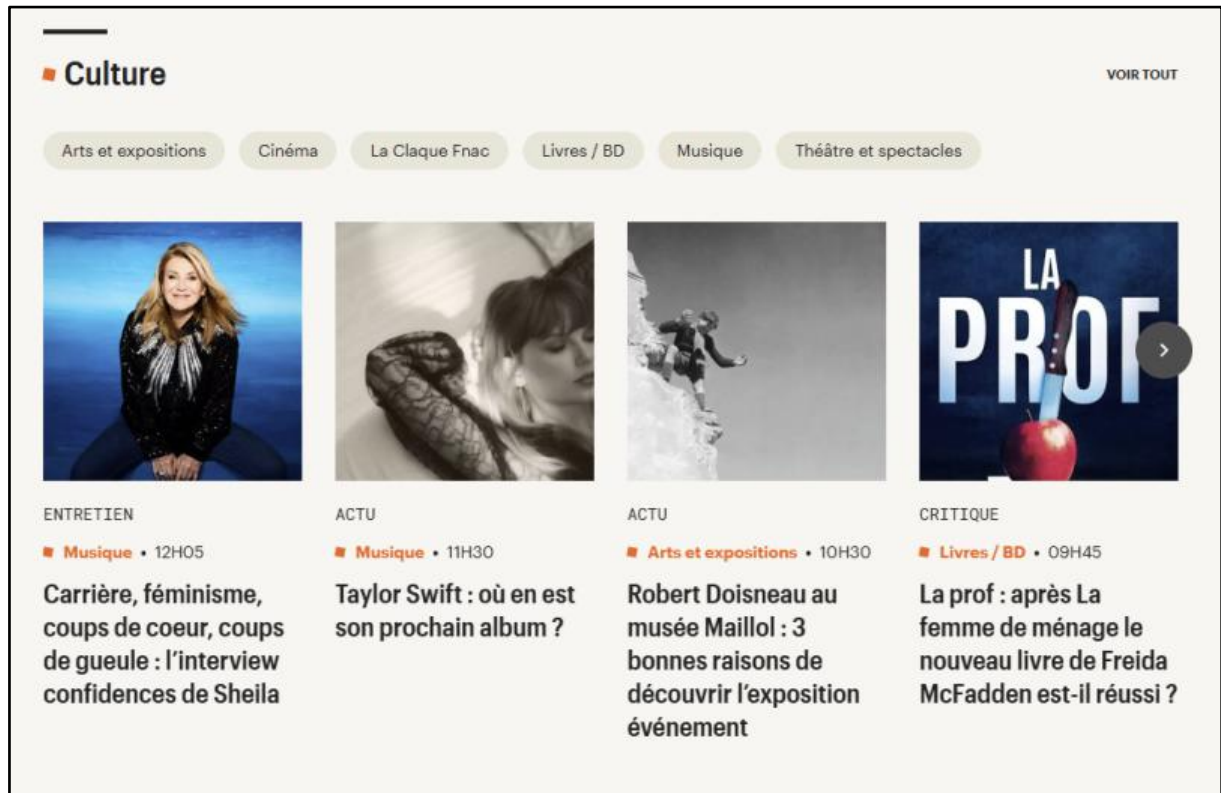 Culture
VOIR TOUT
Arts et expositions
Cinéma
La Claque Fnac
Livres / BD
Musique
Théâtre et spectacles
LA
PROF
ENTRETIEN
Musique • 12H05
Carrière, féminisme,
coups de coeur, coups
de gueule : l'interview
confidences de Sheila
ACTU
Musique • 11H30
Taylor Swift : où en est
son prochain album ?
ACTU
Arts et expositions • 10H30
Robert Doisneau au
musée Maillol : 3
bonnes raisons de
découvrir l'exposition
événement
CRITIQUE
Livres / BD • 09H45
La prof : après La
femme de ménage le
nouveau livre de Freida
McFadden est-il réussi ?